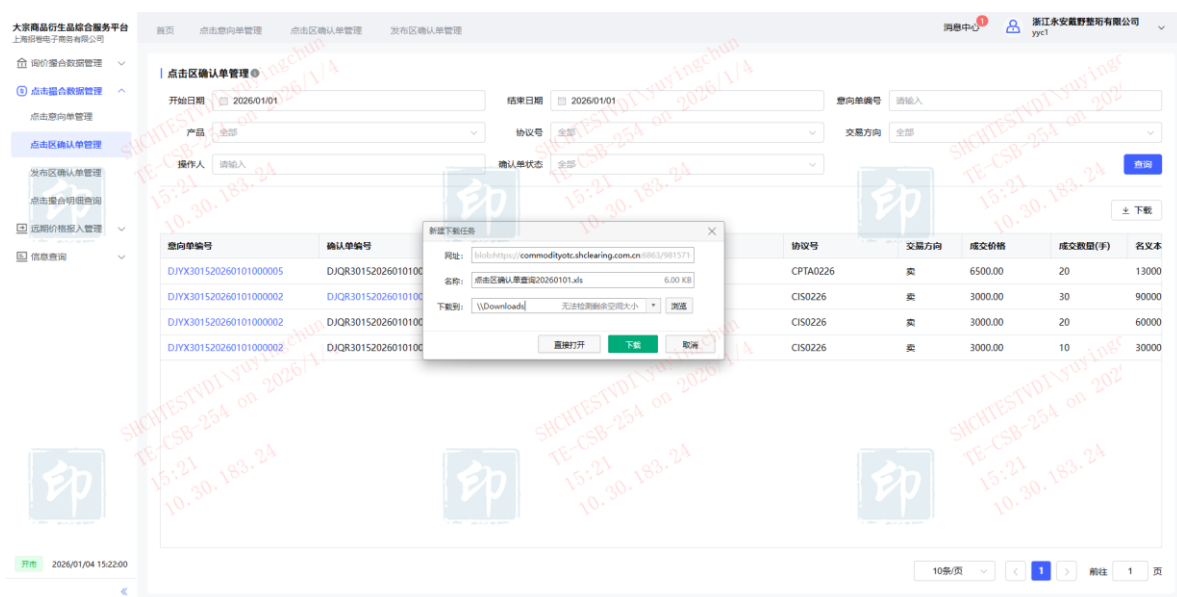 大宗商品衍生品综合服务平台
上海招卷电子商务有限公司
首页 点击意向单管理 点击区确认单管理 发布区确认单管理
消息中心 1
浙江永安戴野整珩有限公司
yyc1
询价撮合数据管理
点击撮合数据管理
点击意向单管理
点击区确认单管理
发布区确认单管理
点击撮合明细查询
远期价格报入管理
信息查询
点击区确认单管理
开始日期 2026/01/01 结束日期 2026/01/01 意向单编号 请输入
产品 全部 协议号 全部 交易方向 全部
操作人 请输入 确认单状态 全部 查询
下载
意向单编号 确认单编号 协议号 交易方向 成交价格 成交数量(手) 名义本
DJYX301520260101000005 DJQR30152026010100 CPTA0226 卖 6500.00 20 13000
DJYX301520260101000002 DJQR30152026010100 CIS0226 卖 3000.00 30 90000
DJYX301520260101000002 DJQR30152026010100 CIS0226 卖 3000.00 20 60000
DJYX301520260101000002 DJQR30152026010100 CIS0226 卖 3000.00 10 30000
新建下载任务
网址: blob:https://commodityotc.shclearing.com.cn:6863/981571
名称: 点击区确认单查询20260101.xls 6.00 KB
下载到: \\Downloads 无法检测剩余空间大小 浏览
直接打开 下载 取消
10条/页 1 前往 1 页
开市 2026/01/04 15:22:00
SHCHTESTVDI\yuyingchun
TE-CSB-254 on 2026/1/4
15:21
10.30.183.24
印